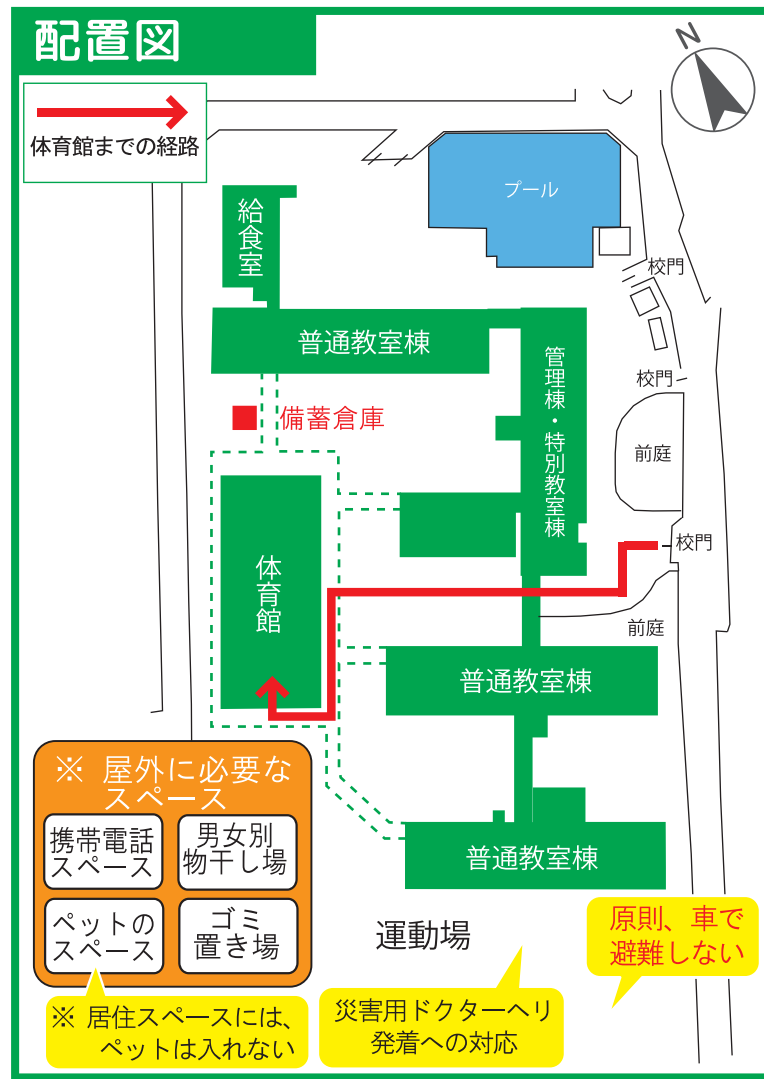 配置図
N
体育館までの経路
プール
給食室
校門
普通教室棟
管理棟・特別教室棟
校門
備蓄倉庫
前庭
校門
体育館
前庭
普通教室棟
※ 屋外に必要な
スペース
携帯電話
スペース
男女別
物干し場
ペットの
スペース
ゴミ
置き場
普通教室棟
運動場
原則、車で
避難しない
※ 居住スペースには、
ペットは入れない
災害用ドクターヘリ
発着への対応